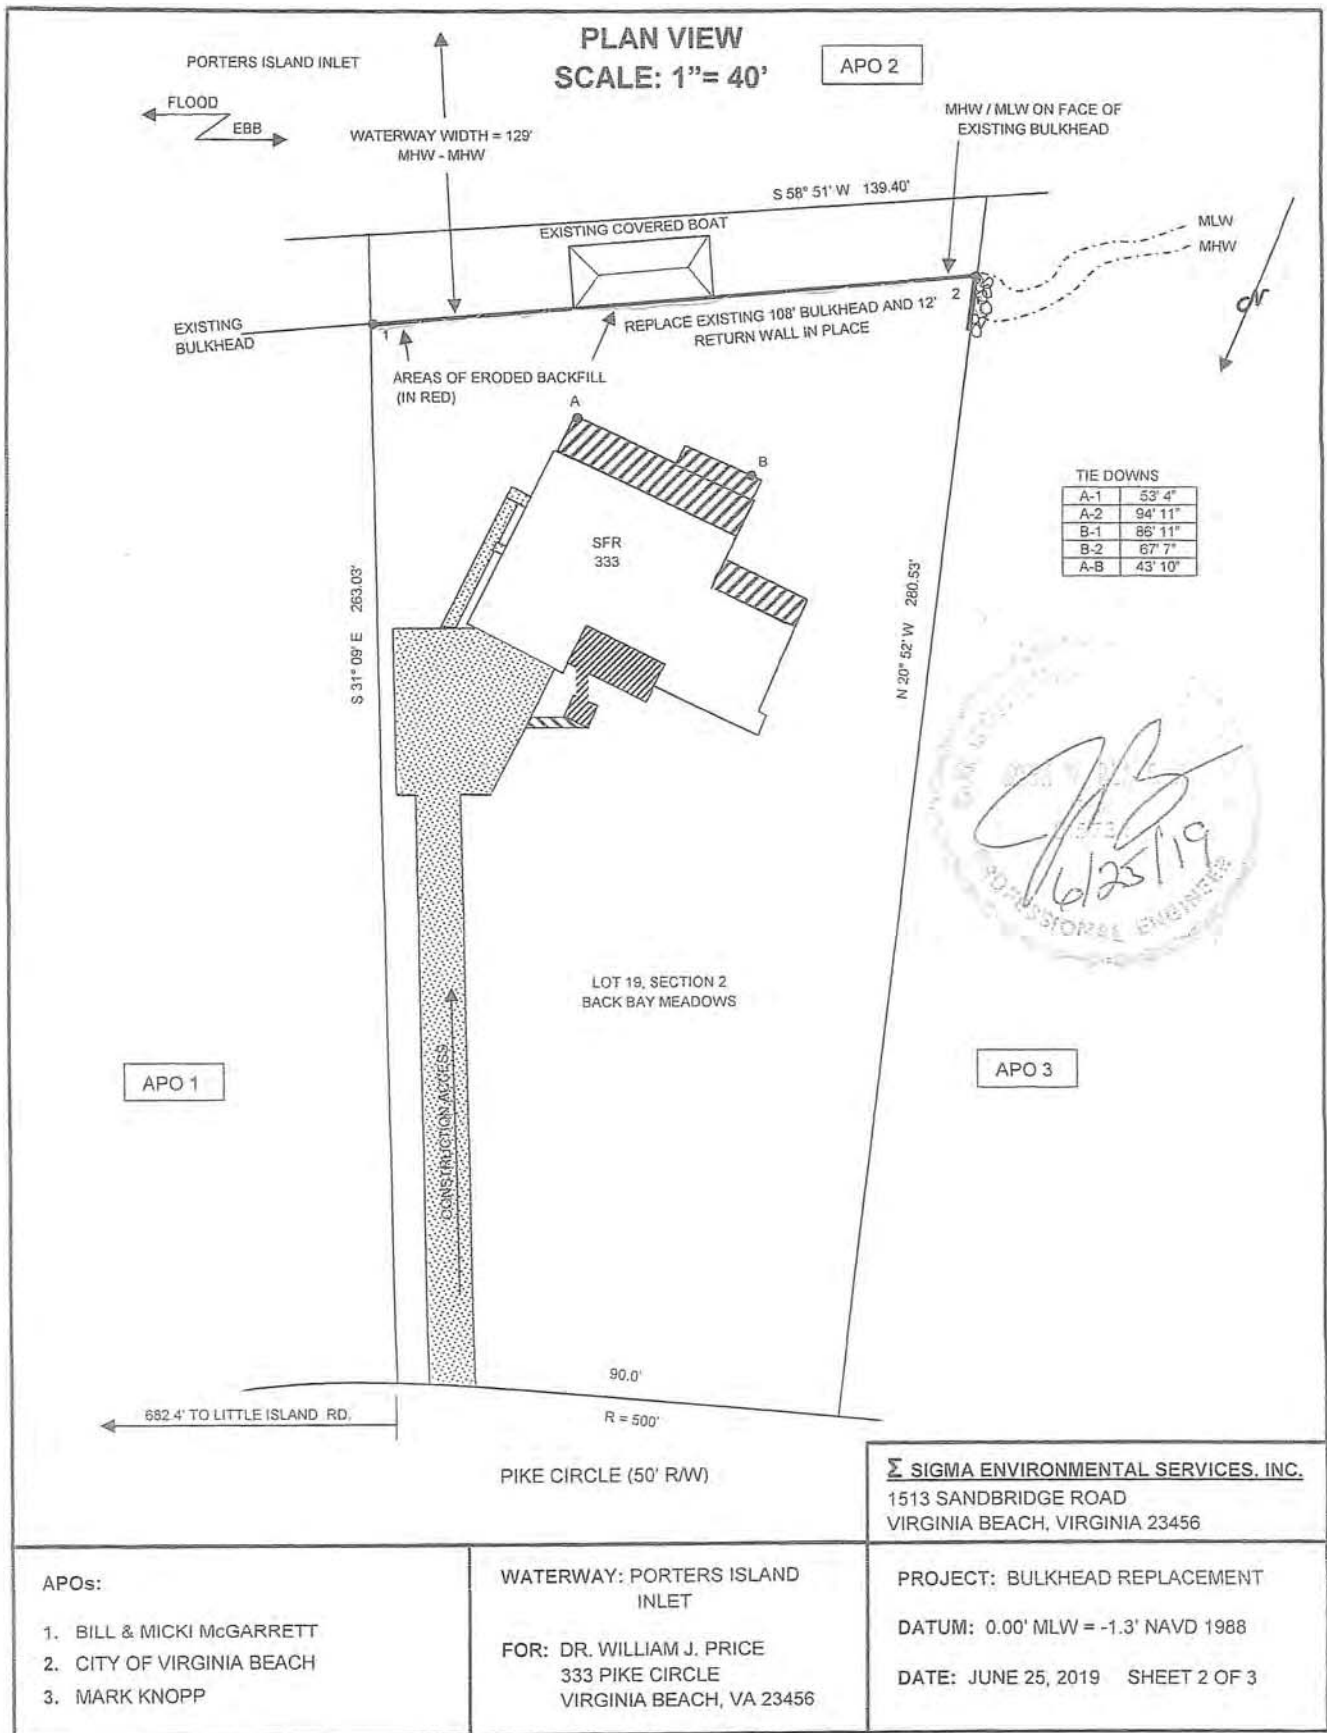 PLAN VIEW
SCALE: 1"= 40'
APO 2
PORTERS ISLAND INLET
FLOOD
EBB
WATERWAY WIDTH = 129'
MHW - MHW
MHW / MLW ON FACE OF
EXISTING BULKHEAD
S 58° 51' W 139.40'
EXISTING COVERED BOAT
MLW
MHW
N
EXISTING
BULKHEAD
1
2
REPLACE EXISTING 108' BULKHEAD AND 12'
RETURN WALL IN PLACE
AREAS OF ERODED BACKFILL
(IN RED)
A
B
TIE DOWNS
A-1 53' 4"
A-2 94' 11"
B-1 86' 11"
B-2 67' 7"
A-B 43' 10"
SFR
333
S 31° 09' E 263.03'
N 20° 52' W 280.53'
6/25/19
PROFESSIONAL ENGINEER
LOT 19, SECTION 2
BACK BAY MEADOWS
CONSTRUCTION ACCESS
APO 1
APO 3
90.0'
682.4' TO LITTLE ISLAND RD.
R = 500'
PIKE CIRCLE (50' R/W)
Σ SIGMA ENVIRONMENTAL SERVICES, INC.
1513 SANDBRIDGE ROAD
VIRGINIA BEACH, VIRGINIA 23456
APOs:
1. BILL & MICKI McGARRETT
2. CITY OF VIRGINIA BEACH
3. MARK KNOPP
WATERWAY: PORTERS ISLAND
INLET
FOR: DR. WILLIAM J. PRICE
333 PIKE CIRCLE
VIRGINIA BEACH, VA 23456
PROJECT: BULKHEAD REPLACEMENT
DATUM: 0.00' MLW = -1.3' NAVD 1988
DATE: JUNE 25, 2019 SHEET 2 OF 3